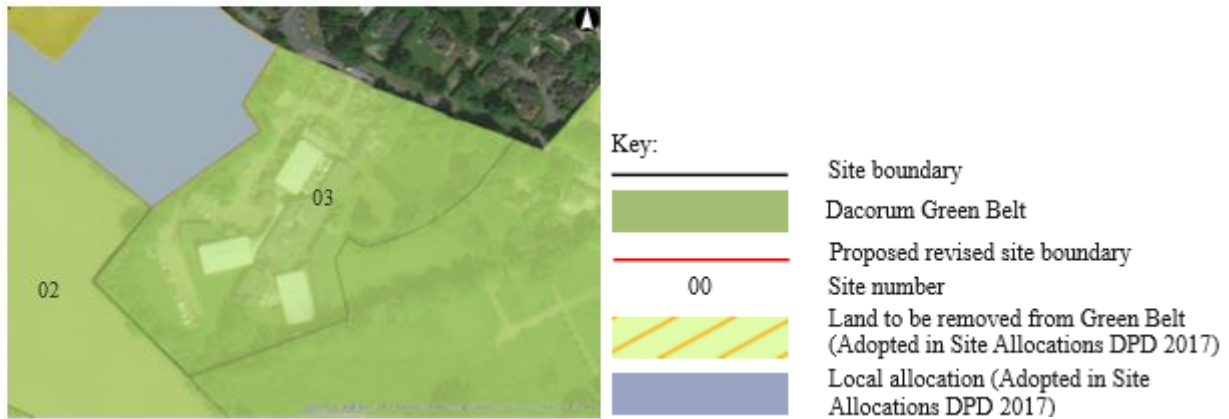 03
02
Key:
Site boundary
Dacorum Green Belt
Proposed revised site boundary
00 Site number
Land to be removed from Green Belt
(Adopted in Site Allocations DPD 2017)
Local allocation (Adopted in Site
Allocations DPD 2017)